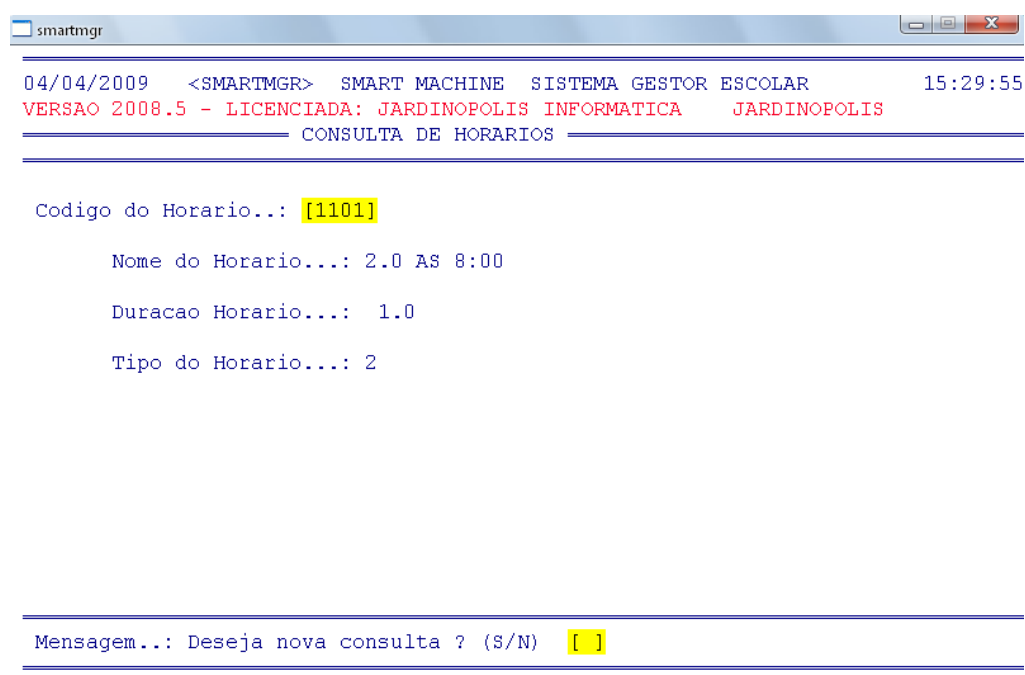 smartmgr
04/04/2009 <SMARTMGR> SMART MACHINE SISTEMA GESTOR ESCOLAR 15:29:55
VERSAO 2008.5 - LICENCIADA: JARDINOPOLIS INFORMATICA JARDINOPOLIS
CONSULTA DE HORARIOS
Codigo do Horario..: [1101]
Nome do Horario...: 2.0 AS 8:00
Duracao Horario...: 1.0
Tipo do Horario...: 2
Mensagem..: Deseja nova consulta ? (S/N) [ ]